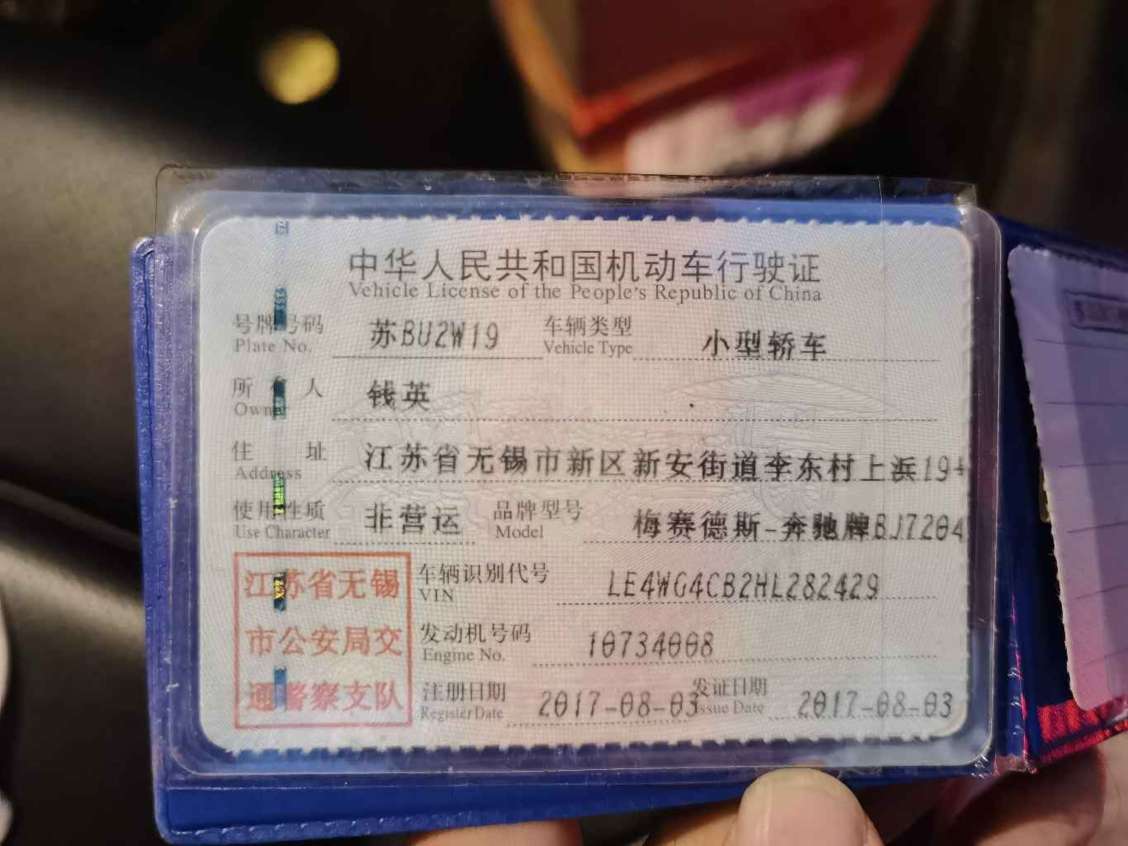 中华人民共和国机动车行驶证
Vehicle License of the People's Republic of China
号牌号码 苏BU2W19 车辆类型 小型轿车
Plate No. Vehicle Type
所有人 钱英
Owner
住址 江苏省无锡市新区新安街道李东村上浜19
Address
使用性质 非营运 品牌型号 梅赛德斯-奔驰牌BJ7204
Use Character Model
江苏省无锡
市公安局交
通警察支队
车辆识别代号 LE4WG4CB2HL282429
VIN
发动机号码 10734008
Engine No.
注册日期 2017-08-03 发证日期 2017-08-03
Register Date Issue Date